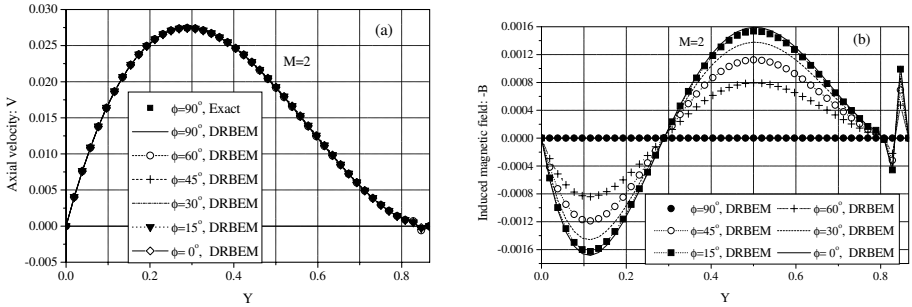 (a)
M=2
ϕ=90°, Exact
ϕ=90°, DRBEM
ϕ=60°, DRBEM
ϕ=45°, DRBEM
ϕ=30°, DRBEM
ϕ=15°, DRBEM
ϕ= 0°, DRBEM
Axial velocity: V
0.030
0.025
0.020
0.015
0.010
0.005
0.000
-0.005
0.0 0.2 0.4 0.6 0.8
Y
(b)
M=2
ϕ=90°, DRBEM ϕ=60°, DRBEM
ϕ=45°, DRBEM ϕ=30°, DRBEM
ϕ=15°, DRBEM ϕ= 0°, DRBEM
Induced magnetic field: -B
0.0016
0.0012
0.0008
0.0004
0.0000
-0.0004
-0.0008
-0.0012
-0.0016
0.0 0.2 0.4 0.6 0.8
Y